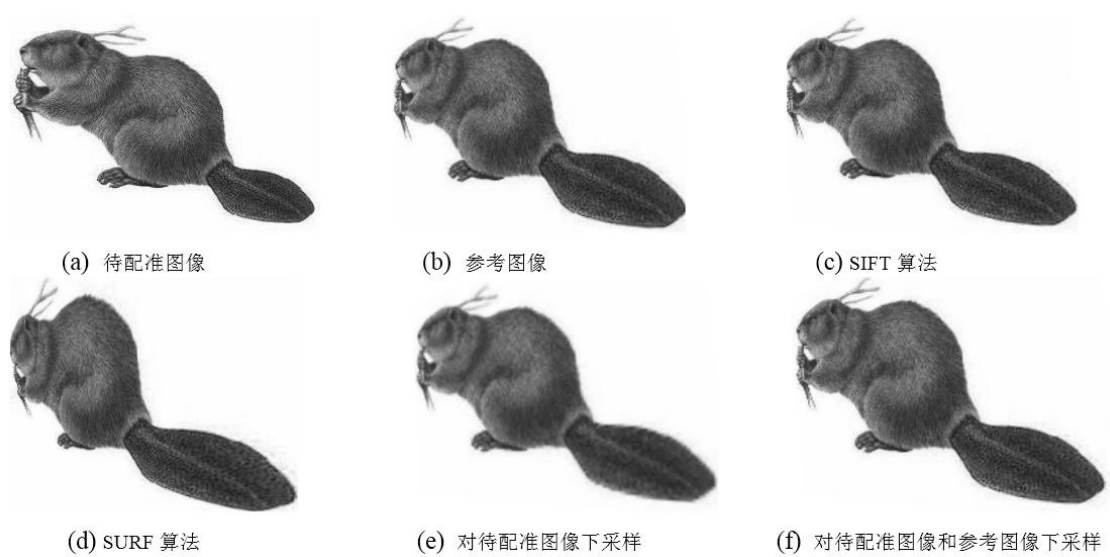 (a) 待配准图像
(b) 参考图像
(c) SIFT 算法
(d) SURF 算法
(e) 对待配准图像下采样
(f) 对待配准图像和参考图像下采样